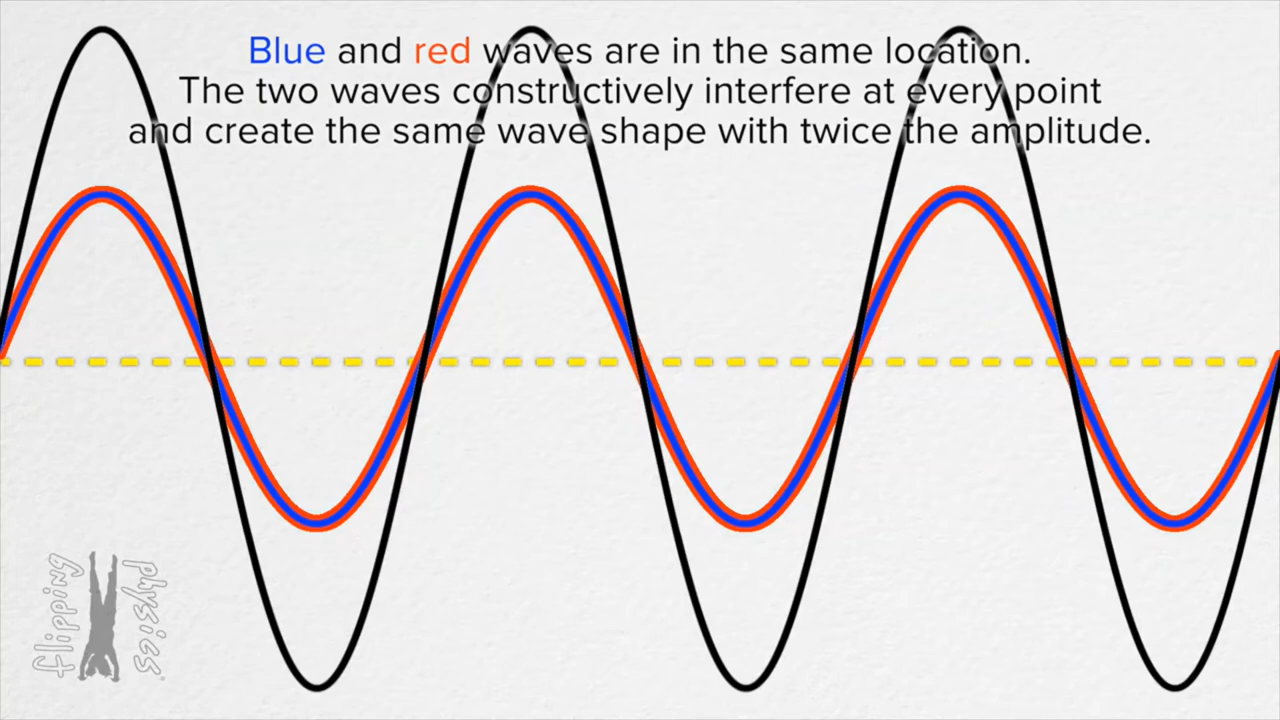 Blue and red waves are in the same location.
The two waves constructively interfere at every point
and create the same wave shape with twice the amplitude.
flipping
physics